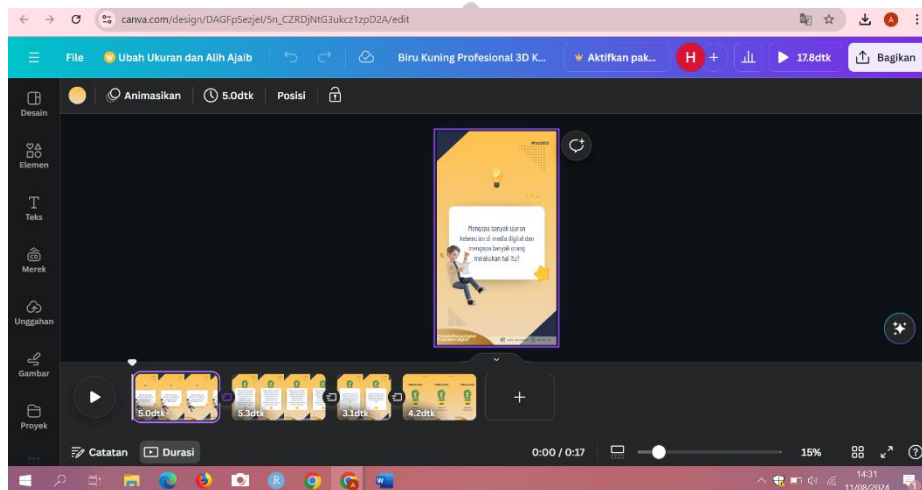 canva.com/design/DAGFpSezjeI/5n_CZRDjNtG3ukcz1zpD2A/edit
A
File
Ubah Ukuran dan Alih Ajaib
Biru Kuning Profesional 3D K...
Aktifkan pak...
H
17.8dtk
Bagikan
Desain
Animasikan
5.0dtk
Posisi
Elemen
Teks
Merek
Unggahan
Gambar
Proyek
Mengapa banyak ujaran
kebencian di media digital dan
mengapa banyak orang
melakukan hal itu?
5.0dtk
5.3dtk
3.1dtk
4.2dtk
Catatan
Durasi
0:00 / 0:17
15%
14:31
11/08/2024